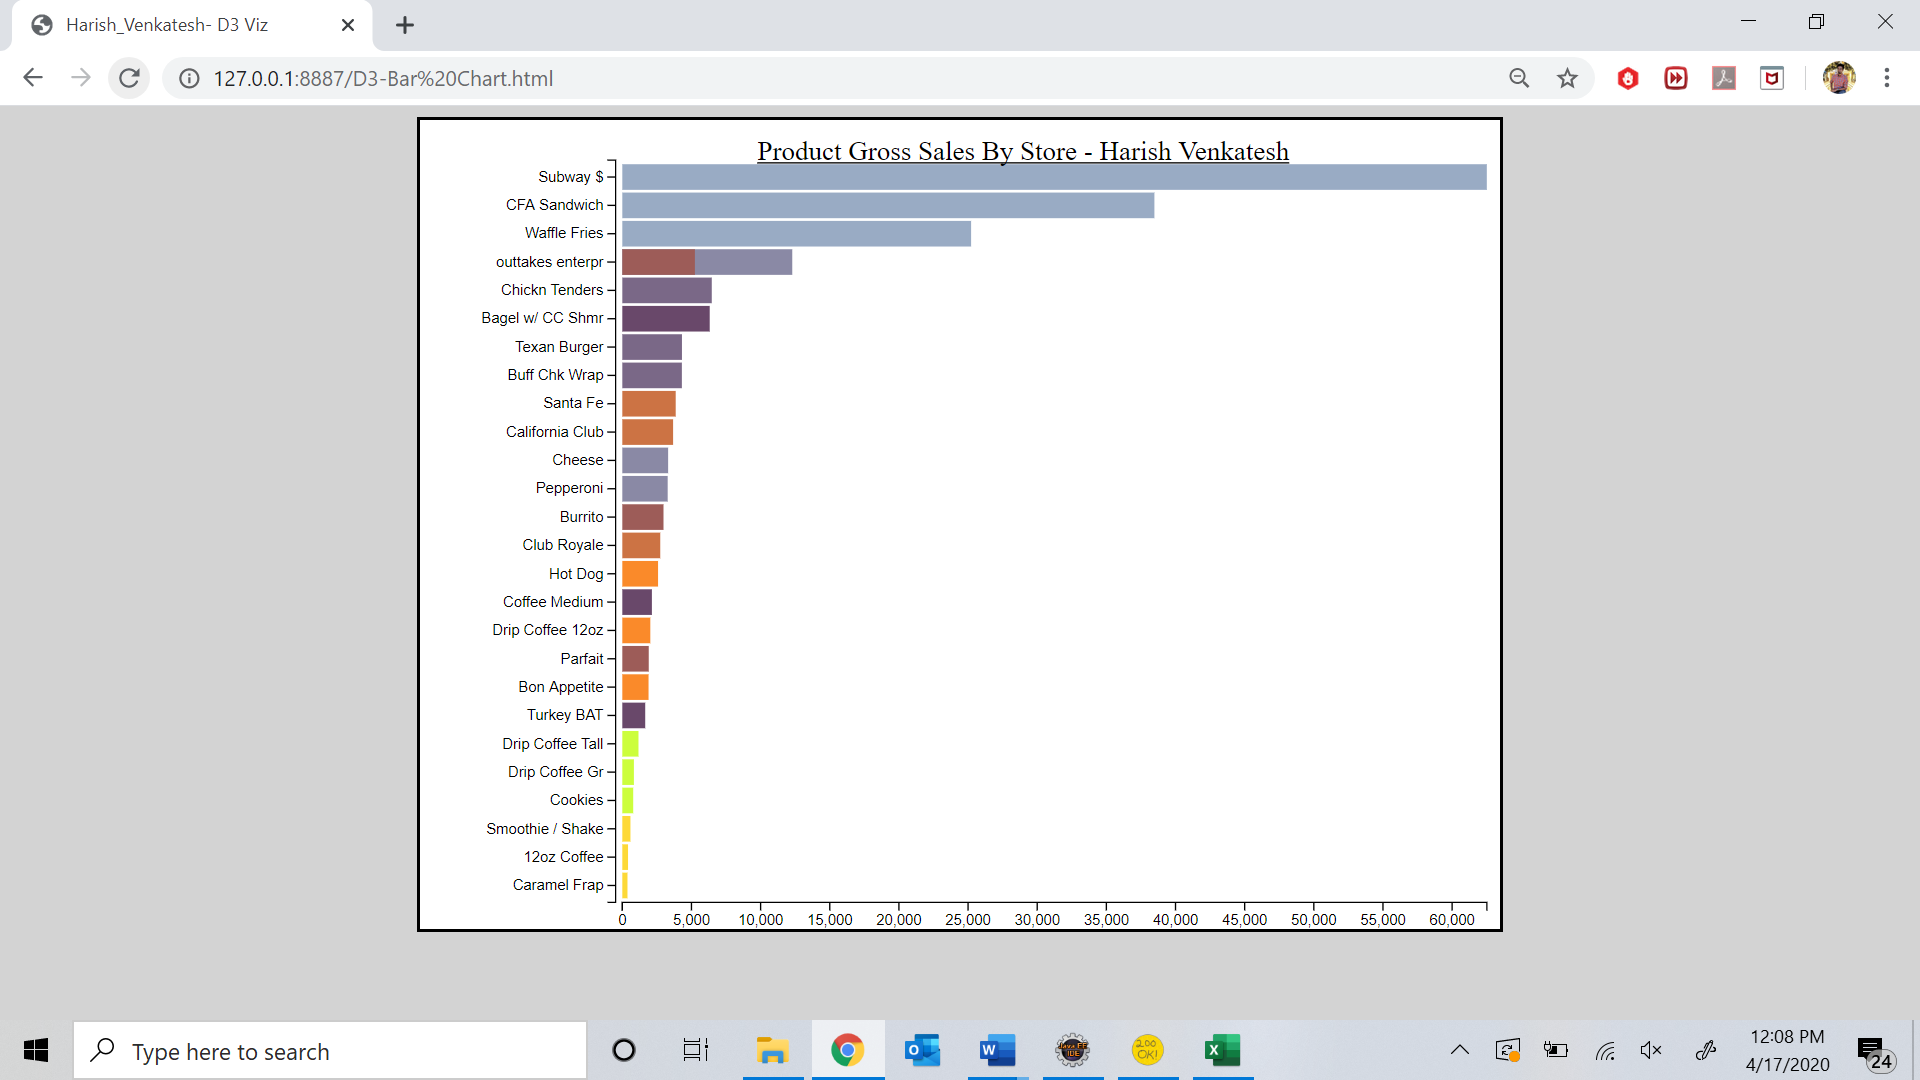 Harish_Venkatesh- D3 Viz
127.0.0.1:8887/D3-Bar%20Chart.html
Product Gross Sales By Store - Harish Venkatesh
Subway $
CFA Sandwich
Waffle Fries
outtakes enterpr
Chickn Tenders
Bagel w/ CC Shmr
Texan Burger
Buff Chk Wrap
Santa Fe
California Club
Cheese
Pepperoni
Burrito
Club Royale
Hot Dog
Coffee Medium
Drip Coffee 12oz
Parfait
Bon Appetite
Turkey BAT
Drip Coffee Tall
Drip Coffee Gr
Cookies
Smoothie / Shake
12oz Coffee
Caramel Frap
0 5,000 10,000 15,000 20,000 25,000 30,000 35,000 40,000 45,000 50,000 55,000 60,000
Type here to search
O
W
Java EE
IDE
200
OK!
X
12:08 PM
4/17/2020
24